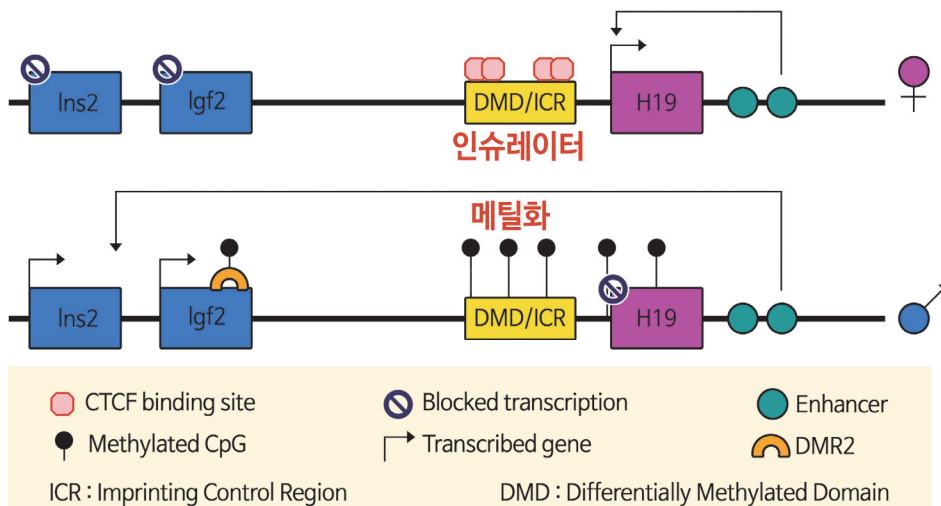 Ins2 Igf2 DMD/ICR H19
인슈레이터
메틸화
Ins2 Igf2 DMD/ICR H19
CTCF binding site Blocked transcription Enhancer
Methylated CpG Transcribed gene DMR2
ICR : Imprinting Control Region DMD : Differentially Methylated Domain